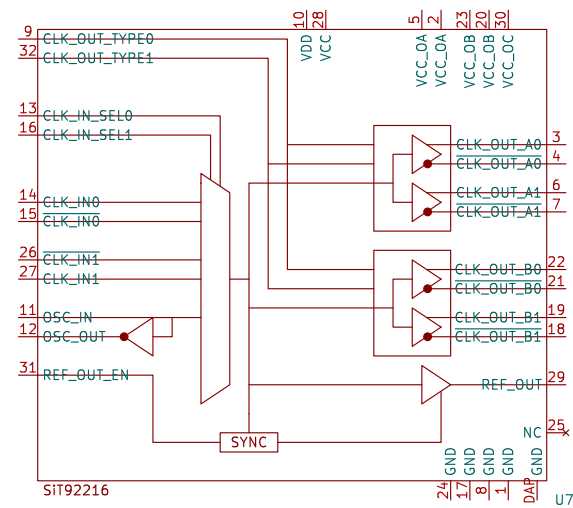 10 28 5 2 23 20 30
VDD VCC VCC_OA VCC_OA VCC_OB VCC_OB VCC_OC
9 CLK_OUT_TYPE0
32 CLK_OUT_TYPE1
13 CLK_IN_SEL0
16 CLK_IN_SEL1
CLK_OUT_A0 3
CLK_OUT_A0 4
CLK_OUT_A1 6
CLK_OUT_A1 7
14 CLK_IN0
15 CLK_IN0
26 CLK_IN1
27 CLK_IN1
CLK_OUT_B0 22
CLK_OUT_B0 21
11 OSC_IN
CLK_OUT_B1 19
12 OSC_OUT
CLK_OUT_B1 18
31 REF_OUT_EN
REF_OUT 29
NC 25
SYNC
GND GND GND GND GND
24 17 8 1 DAP
SiT92216
U7